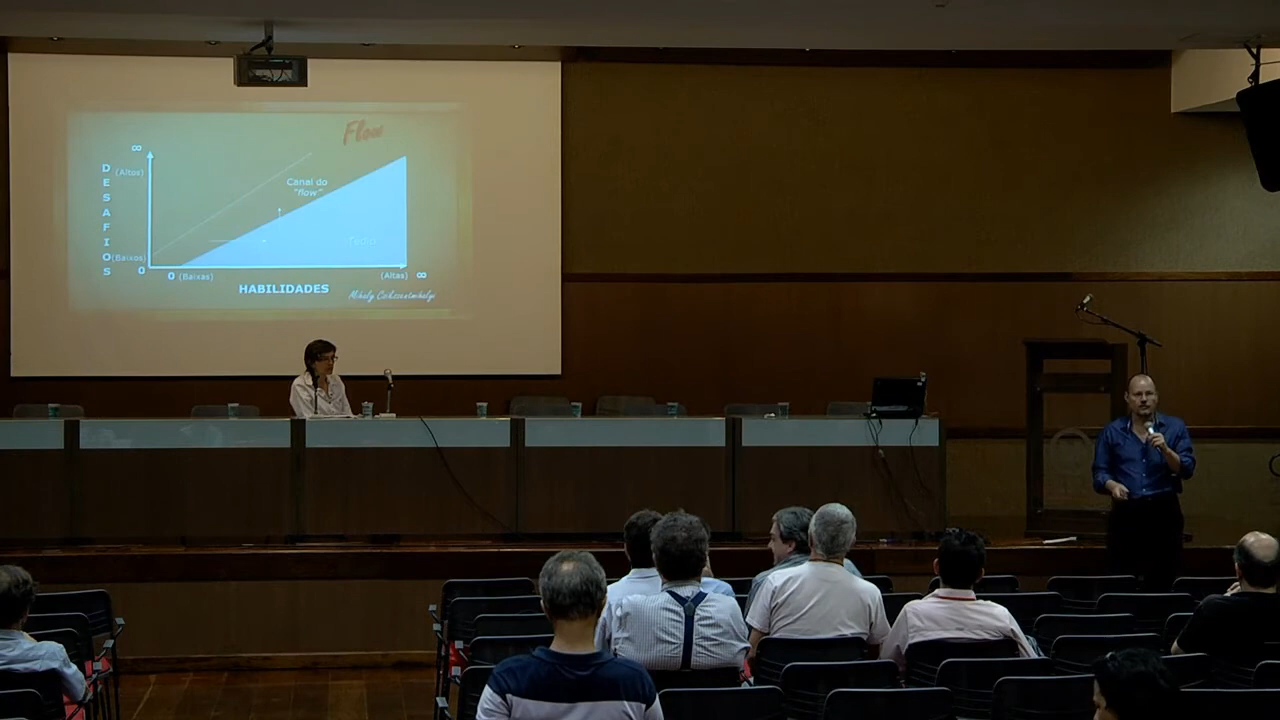 Flow
∞
(Altos)
DESAFIOS
Canal do
"flow"
Tédio
(Baixos)
0
0 (Baixas)
(Altas) ∞
HABILIDADES
Mihaly Csikszentmihalyi